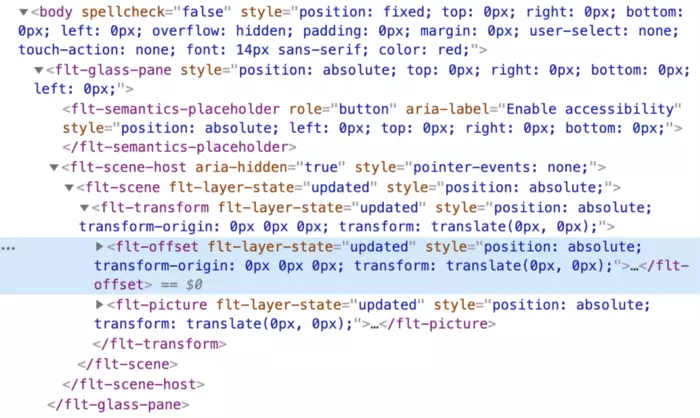 ▼<body spellcheck="false" style="position: fixed; top: 0px; right: 0px; bottom:
0px; left: 0px; overflow: hidden; padding: 0px; margin: 0px; user-select: none;
touch-action: none; font: 14px sans-serif; color: red;">
▼<flt-glass-pane style="position: absolute; top: 0px; right: 0px; bottom: 0px;
left: 0px;">
<flt-semantics-placeholder role="button" aria-label="Enable accessibility"
style="position: absolute; left: 0px; top: 0px; right: 0px; bottom: 0px;">
</flt-semantics-placeholder>
▼<flt-scene-host aria-hidden="true" style="pointer-events: none;">
▼<flt-scene flt-layer-state="updated" style="position: absolute;">
▼<flt-transform flt-layer-state="updated" style="position: absolute;
transform-origin: 0px 0px 0px; transform: translate(0px, 0px);">
… ▶<flt-offset flt-layer-state="updated" style="position: absolute;
transform-origin: 0px 0px 0px; transform: translate(0px, 0px);">…</flt-
offset> == $0
▶<flt-picture flt-layer-state="updated" style="position: absolute;
transform: translate(0px, 0px);">…</flt-picture>
</flt-transform>
</flt-scene>
</flt-scene-host>
</flt-glass-pane>